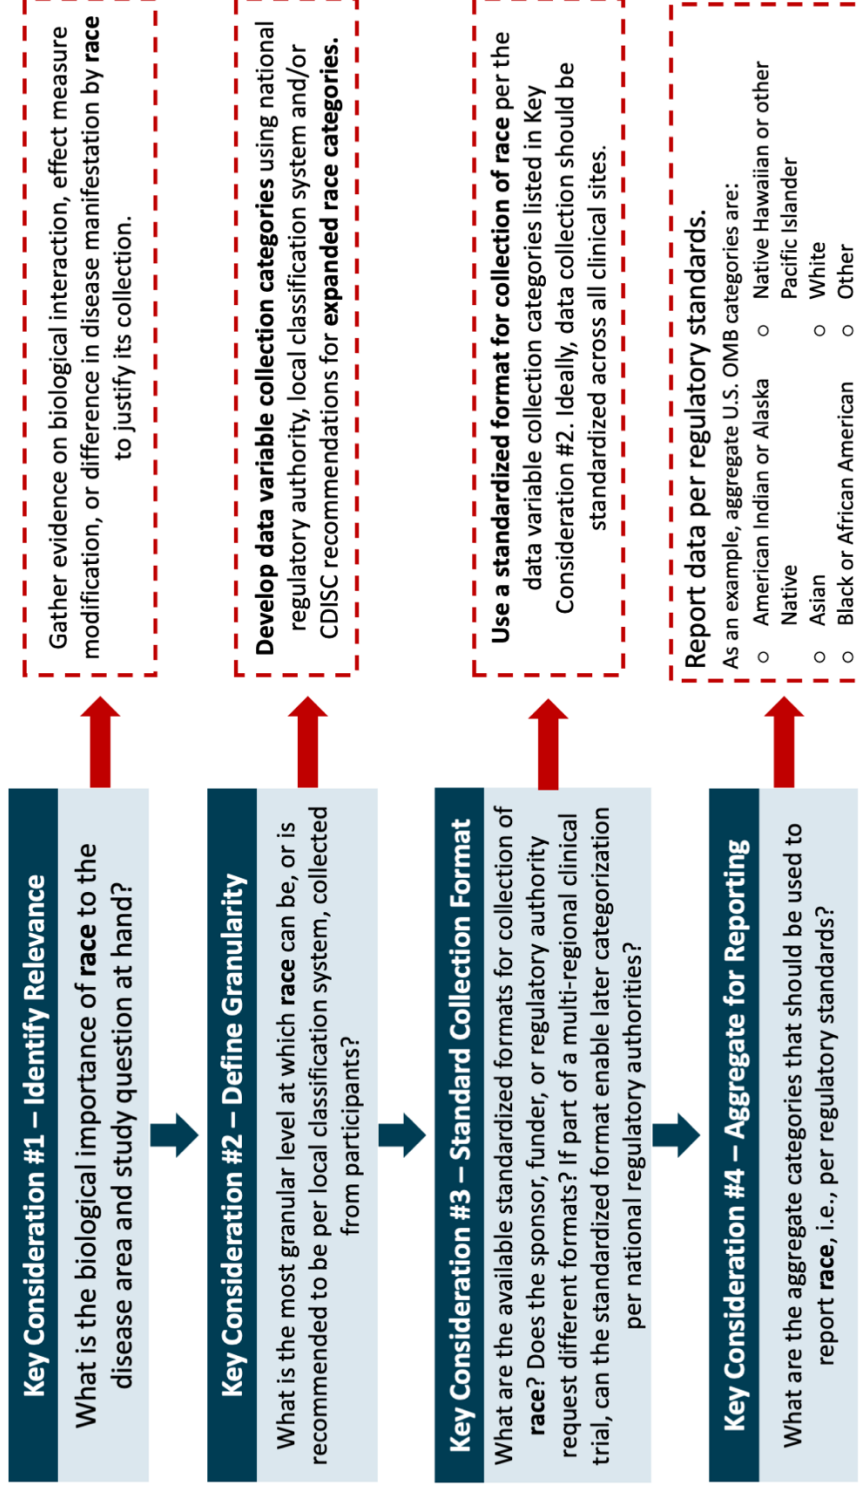 Key Consideration #1 – Identify Relevance
What is the biological importance of race to the
disease area and study question at hand?
Gather evidence on biological interaction, effect measure
modification, or difference in disease manifestation by race
to justify its collection.
Key Consideration #2 – Define Granularity
What is the most granular level at which race can be, or is
recommended to be per local classification system, collected
from participants?
Develop data variable collection categories using national
regulatory authority, local classification system and/or
CDISC recommendations for expanded race categories.
Key Consideration #3 – Standard Collection Format
What are the available standardized formats for collection of
race? Does the sponsor, funder, or regulatory authority
request different formats? If part of a multi-regional clinical
trial, can the standardized format enable later categorization
per national regulatory authorities?
Use a standardized format for collection of race per the
data variable collection categories listed in Key
Consideration #2. Ideally, data collection should be
standardized across all clinical sites.
Key Consideration #4 – Aggregate for Reporting
What are the aggregate categories that should be used to
report race, i.e., per regulatory standards?
Report data per regulatory standards.
As an example, aggregate U.S. OMB categories are:
○ American Indian or Alaska
Native
○ Asian
○ Black or African American
○ Native Hawaiian or other
Pacific Islander
○ White
○ Other